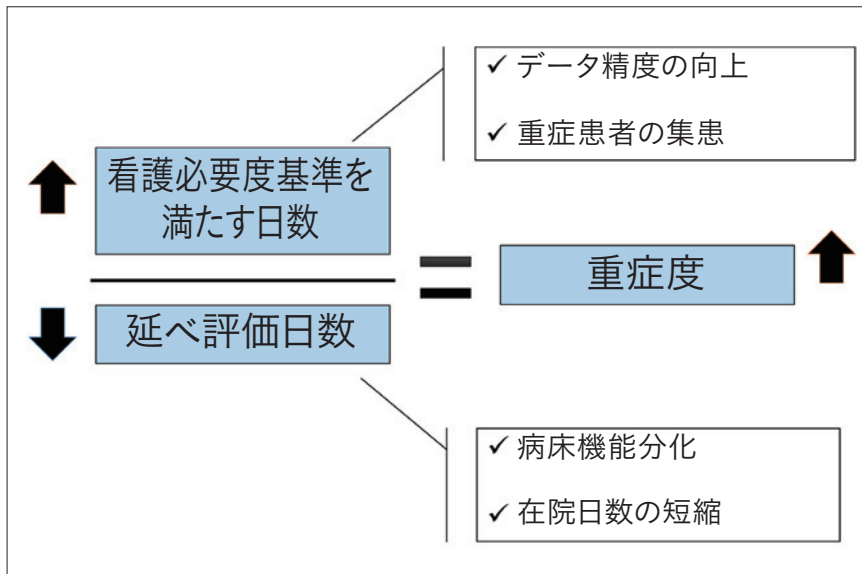 ✓ データ精度の向上
✓ 重症患者の集患
看護必要度基準を
満たす日数
=
重症度
延べ評価日数
✓ 病床機能分化
✓ 在院日数の短縮